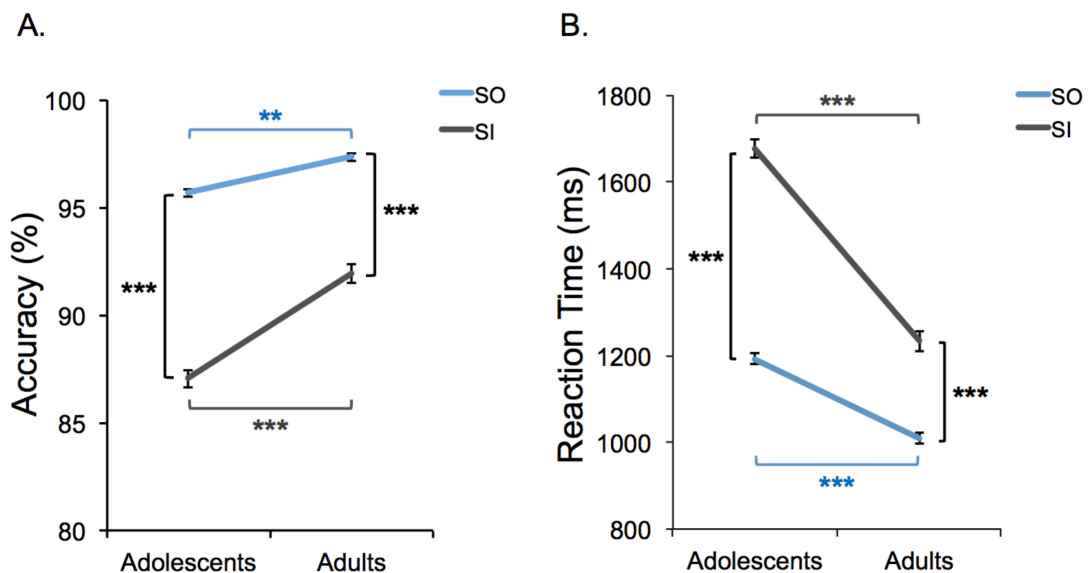 A.
Accuracy (%)
100
95
90
85
80
SO
SI
**
***
***
***
Adolescents Adults
B.
Reaction Time (ms)
1800
1600
1400
1200
1000
800
SO
SI
***
***
***
***
Adolescents Adults